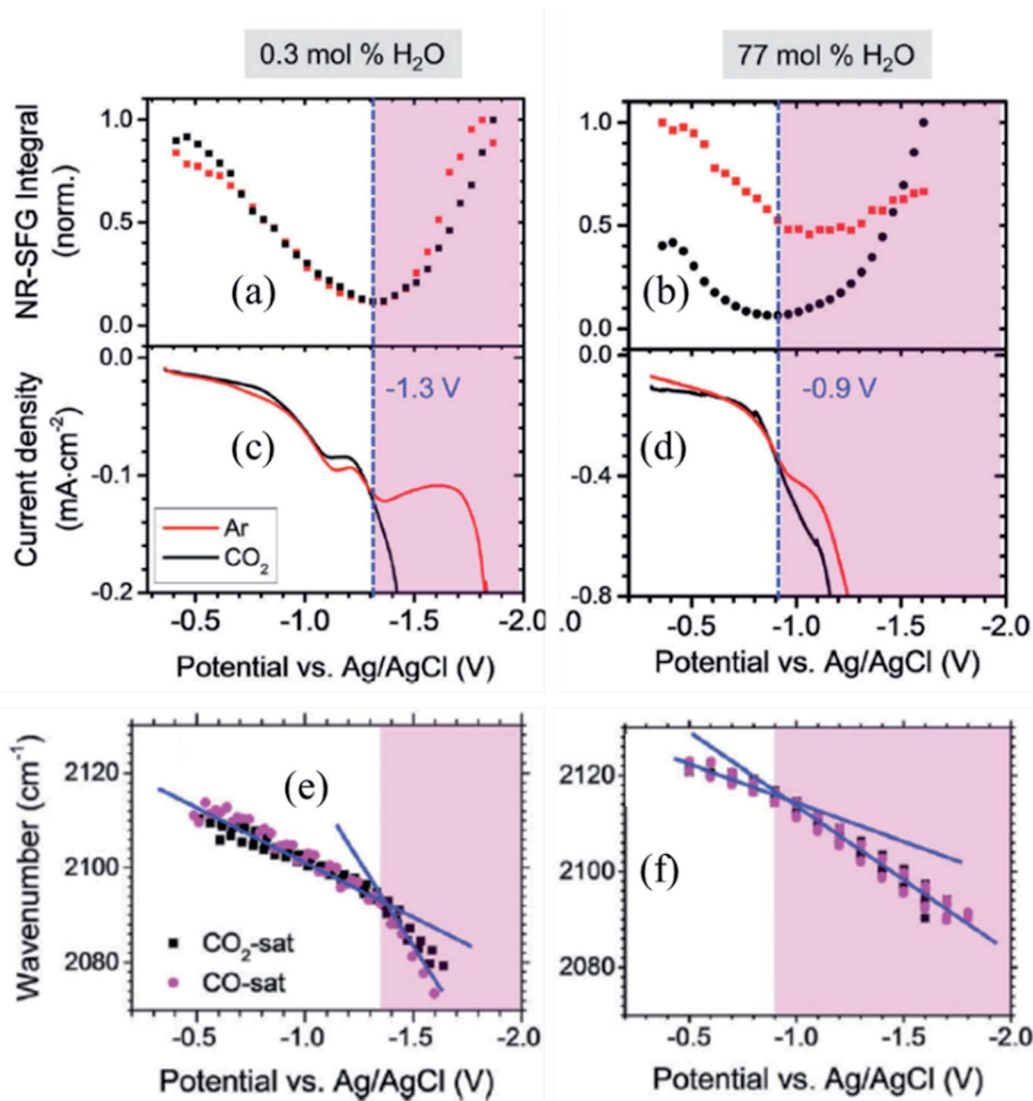 0.3 mol % H₂O
77 mol % H₂O
NR-SFG Integral
(norm.)
1.0
0.5
0.0
(a)
1.0
0.5
0.0
(b)
Current density
(mA·cm⁻²)
0.0
-0.1
-0.2
(c)
-1.3 V
Ar
CO₂
0.0
-0.4
-0.8
(d)
-0.9 V
-0.5
-1.0
-1.5
-2.0
.0
-0.5
-1.0
-1.5
-2.0
Potential vs. Ag/AgCl (V)
Potential vs. Ag/AgCl (V)
Wavenumber (cm⁻¹)
2120
2100
2080
(e)
CO₂-sat
CO-sat
2120
2100
2080
(f)
-0.5
-1.0
-1.5
-2.0
-0.5
-1.0
-1.5
-2.0
Potential vs. Ag/AgCl (V)
Potential vs. Ag/AgCl (V)